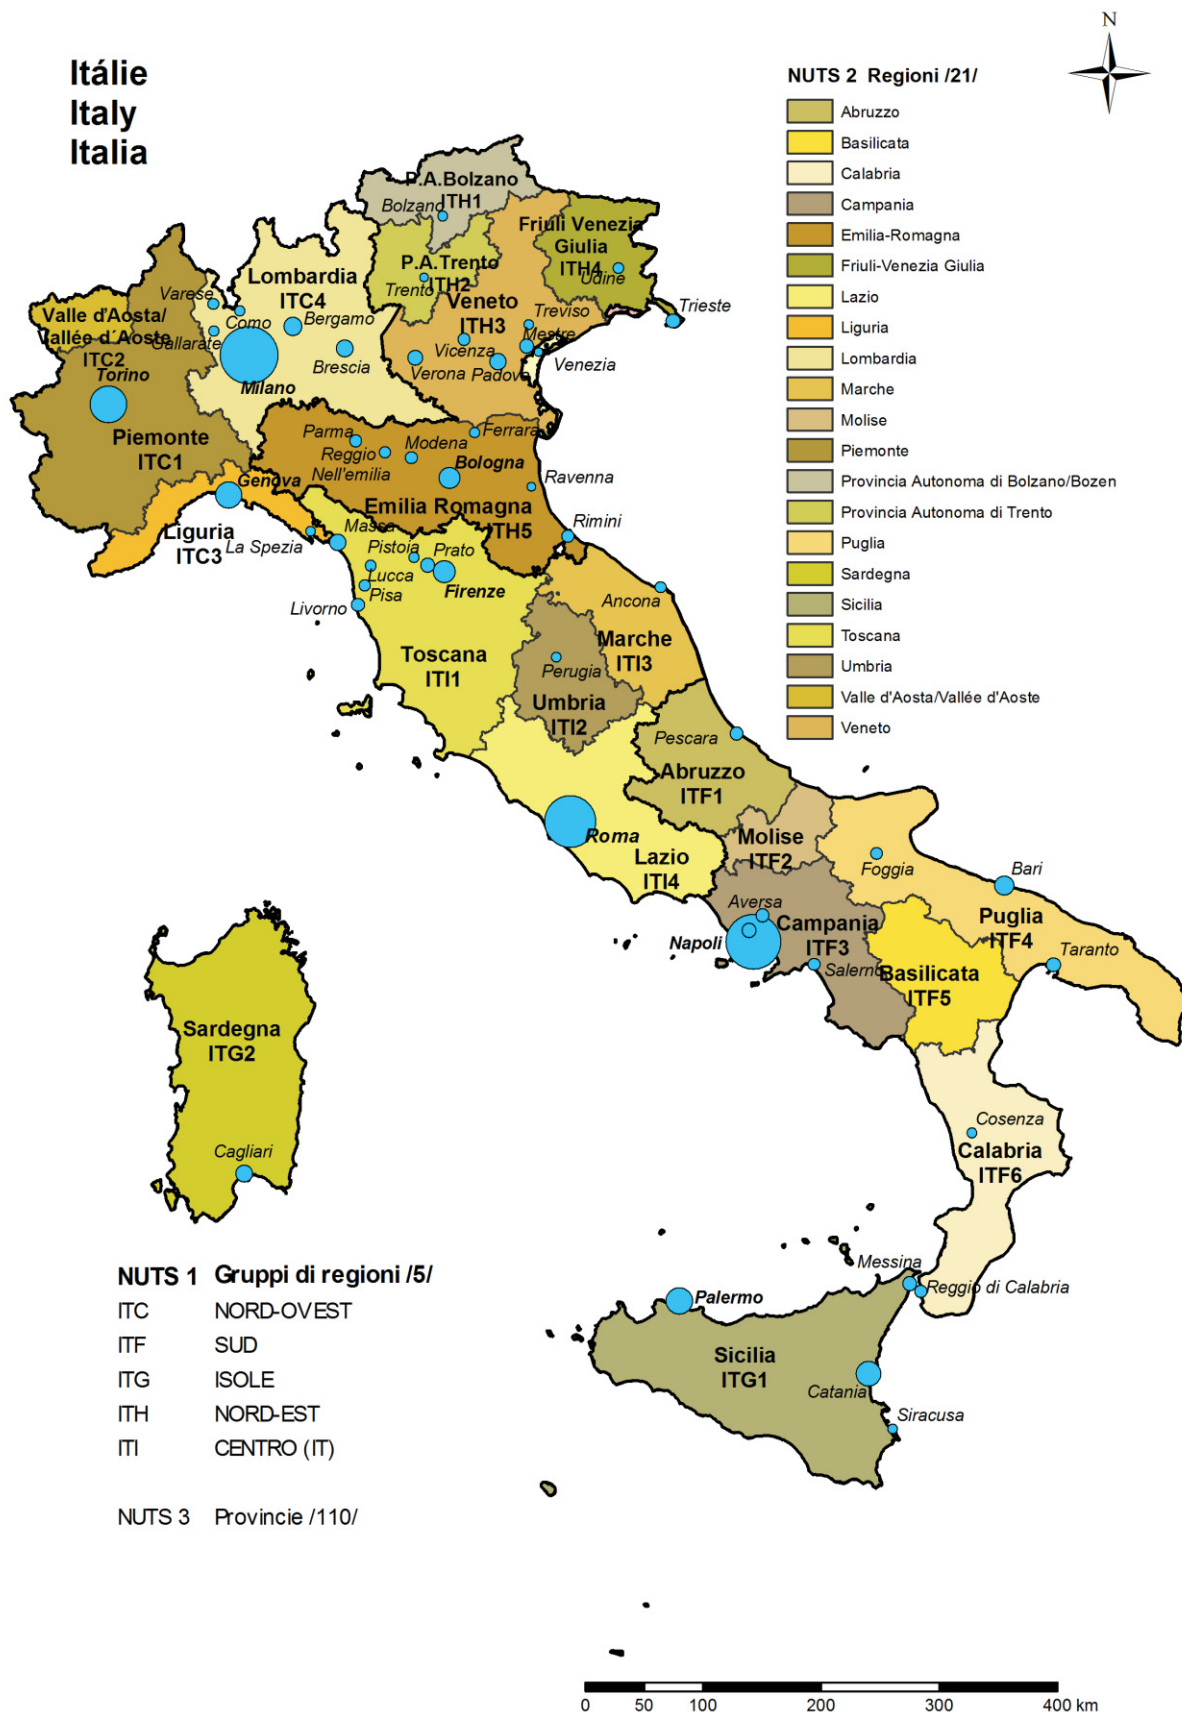 N
Itálie
Italy
Italia
NUTS 2 Regioni /21/
Abruzzo
Basilicata
Calabria
Campania
Emilia-Romagna
Friuli-Venezia Giulia
Lazio
Liguria
Lombardia
Marche
Molise
Piemonte
Provincia Autonoma di Bolzano/Bozen
Provincia Autonoma di Trento
Puglia
Sardegna
Sicilia
Toscana
Umbria
Valle d'Aosta/Vallée d'Aoste
Veneto
P.A.Bolzano
ITH1
Bolzano
Friuli Venezia
Giulia
ITH4
Udine
P.A.Trento
ITH2
Trento
Lombardia
ITC4
Varese
Como
Bergamo
Gallarate
Brescia
Milano
Valle d'Aosta/
Vallée d'Aoste
ITC2
Torino
Piemonte
ITC1
Veneto
ITH3
Treviso
Trieste
Mestre
Vicenza
Venezia
Verona
Padova
Parma
Ferrara
Reggio
Nell'emilia
Modena
Bologna
Ravenna
Emilia Romagna
ITH5
Rimini
Genova
Liguria
ITC3
La Spezia
Massa
Pistoia
Prato
Lucca
Pisa
Firenze
Livorno
Ancona
Toscana
ITI1
Marche
ITI3
Perugia
Umbria
ITI2
Pescara
Abruzzo
ITF1
Roma
Lazio
ITI4
Molise
ITF2
Foggia
Bari
Aversa
Campania
ITF3
Napoli
Salerno
Puglia
ITF4
Taranto
Basilicata
ITF5
Sardegna
ITG2
Cagliari
Cosenza
Calabria
ITF6
Messina
Reggio di Calabria
Palermo
Sicilia
ITG1
Catania
Siracusa
NUTS 1 Gruppi di regioni /5/
ITC NORD-OVEST
ITF SUD
ITG ISOLE
ITH NORD-EST
ITI CENTRO (IT)
NUTS 3 Provincie /110/
0 50 100 200 300 400 km